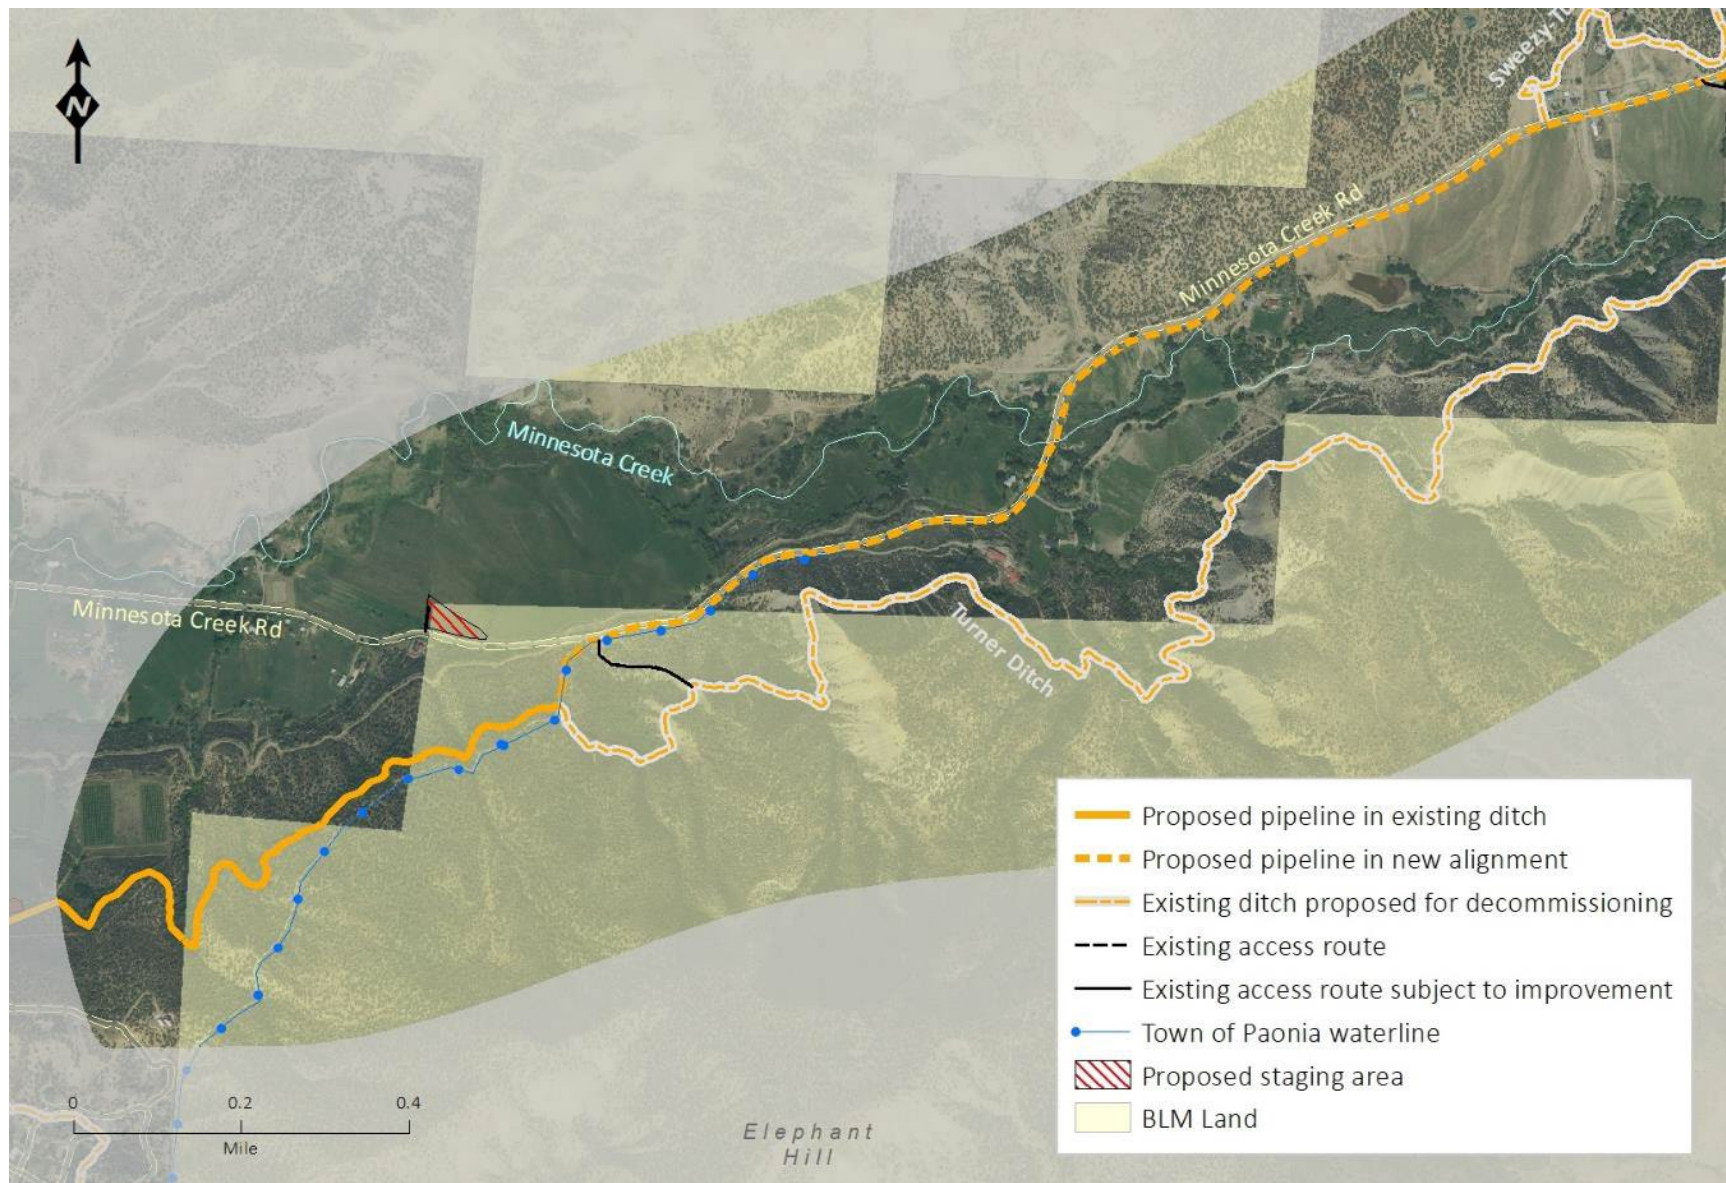 N
Sweezy-Tu
Minnesota Creek Rd
Minnesota Creek
Minnesota Creek Rd
Turner Ditch
Proposed pipeline in existing ditch
Proposed pipeline in new alignment
Existing ditch proposed for decommissioning
Existing access route
Existing access route subject to improvement
Town of Paonia waterline
Proposed staging area
BLM Land
0 0.2 0.4
Mile
Elephant
Hill